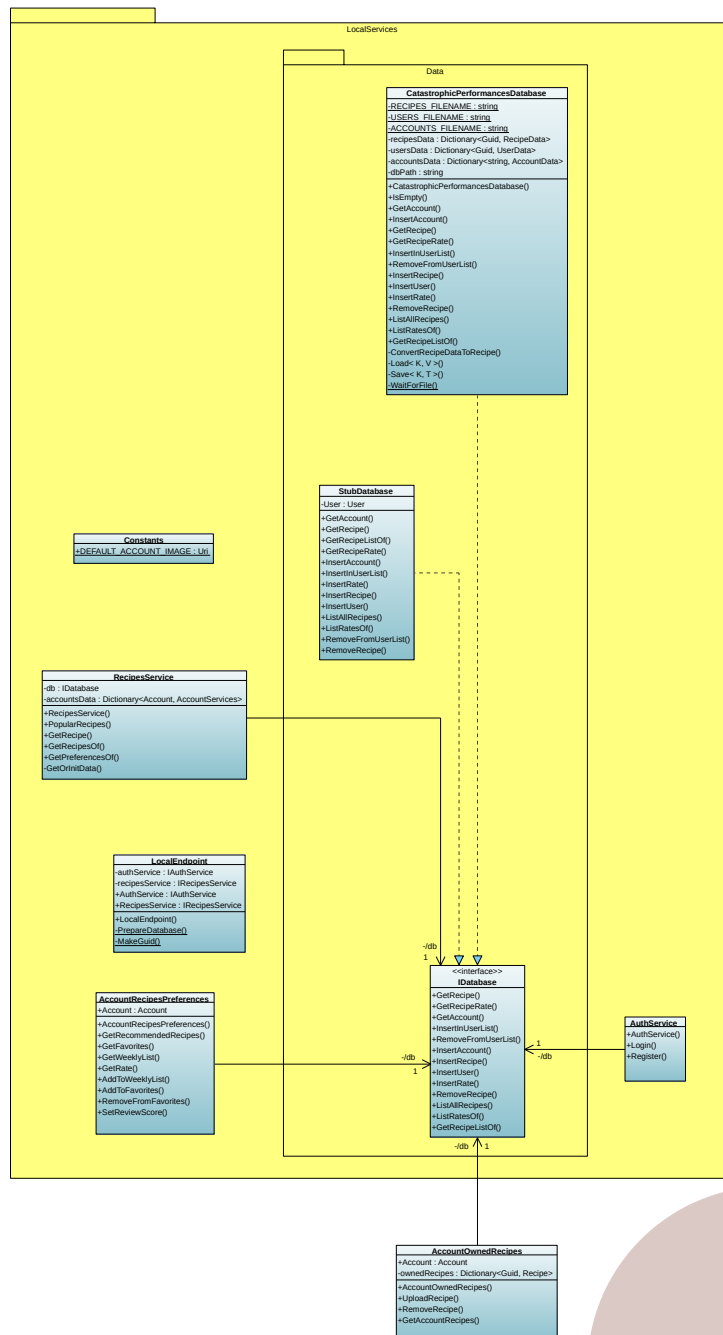 LocalServices
Data
CatastrophicPerformancesDatabase
-RECIPES_FILENAME : string
-USERS_FILENAME : string
-ACCOUNTS_FILENAME : string
-recipesData : Dictionary<Guid, RecipeData>
-usersData : Dictionary<Guid, UserData>
-accountsData : Dictionary<string, AccountData>
-dbPath : string
+CatastrophicPerformancesDatabase()
+IsEmpty()
+GetAccount()
+InsertAccount()
+GetRecipe()
+GetRecipeRate()
+InsertInUserList()
+RemoveFromUserList()
+InsertRecipe()
+InsertUser()
+InsertRate()
+RemoveRecipe()
+ListAllRecipes()
+ListRatesOf()
+GetRecipeListOf()
-ConvertRecipeDataToRecipe()
-Load< K, V >()
-Save< K, T >()
-WaitForFile()
StubDatabase
-User : User
+GetAccount()
+GetRecipe()
+GetRecipeListOf()
+GetRecipeRate()
+InsertAccount()
+InsertInUserList()
+InsertRate()
+InsertRecipe()
+InsertUser()
+ListAllRecipes()
+ListRatesOf()
+RemoveFromUserList()
+RemoveRecipe()
Constants
+DEFAULT_ACCOUNT_IMAGE : Uri
RecipesService
-db : IDatabase
-accountsData : Dictionary<Account, AccountServices>
+RecipesService()
+PopularRecipes()
+GetRecipe()
+GetRecipesOf()
+GetPreferencesOf()
-GetOrInitData()
LocalEndpoint
-authService : IAuthService
-recipesService : IRecipesService
+AuthService : IAuthService
+RecipesService : IRecipesService
+LocalEndpoint()
-PrepareDatabase()
-MakeGuid()
-/db
1
<<interface>>
IDatabase
+GetRecipe()
+GetRecipeRate()
+GetAccount()
+InsertInUserList()
+RemoveFromUserList()
+InsertAccount()
+InsertRecipe()
+InsertUser()
+InsertRate()
+RemoveRecipe()
+ListAllRecipes()
+ListRatesOf()
+GetRecipeListOf()
AccountRecipesPreferences
+Account : Account
+AccountRecipesPreferences()
+GetRecommendedRecipes()
+GetFavorites()
+GetWeeklyList()
+GetRate()
+AddToWeeklyList()
+AddToFavorites()
+RemoveFromFavorites()
+SetReviewScore()
-/db
1
AuthService
+AuthService()
+Login()
+Register()
1
-/db
-/db 1
AccountOwnedRecipes
+Account : Account
-ownedRecipes : Dictionary<Guid, Recipe>
+AccountOwnedRecipes()
+UploadRecipe()
+RemoveRecipe()
+GetAccountRecipes()